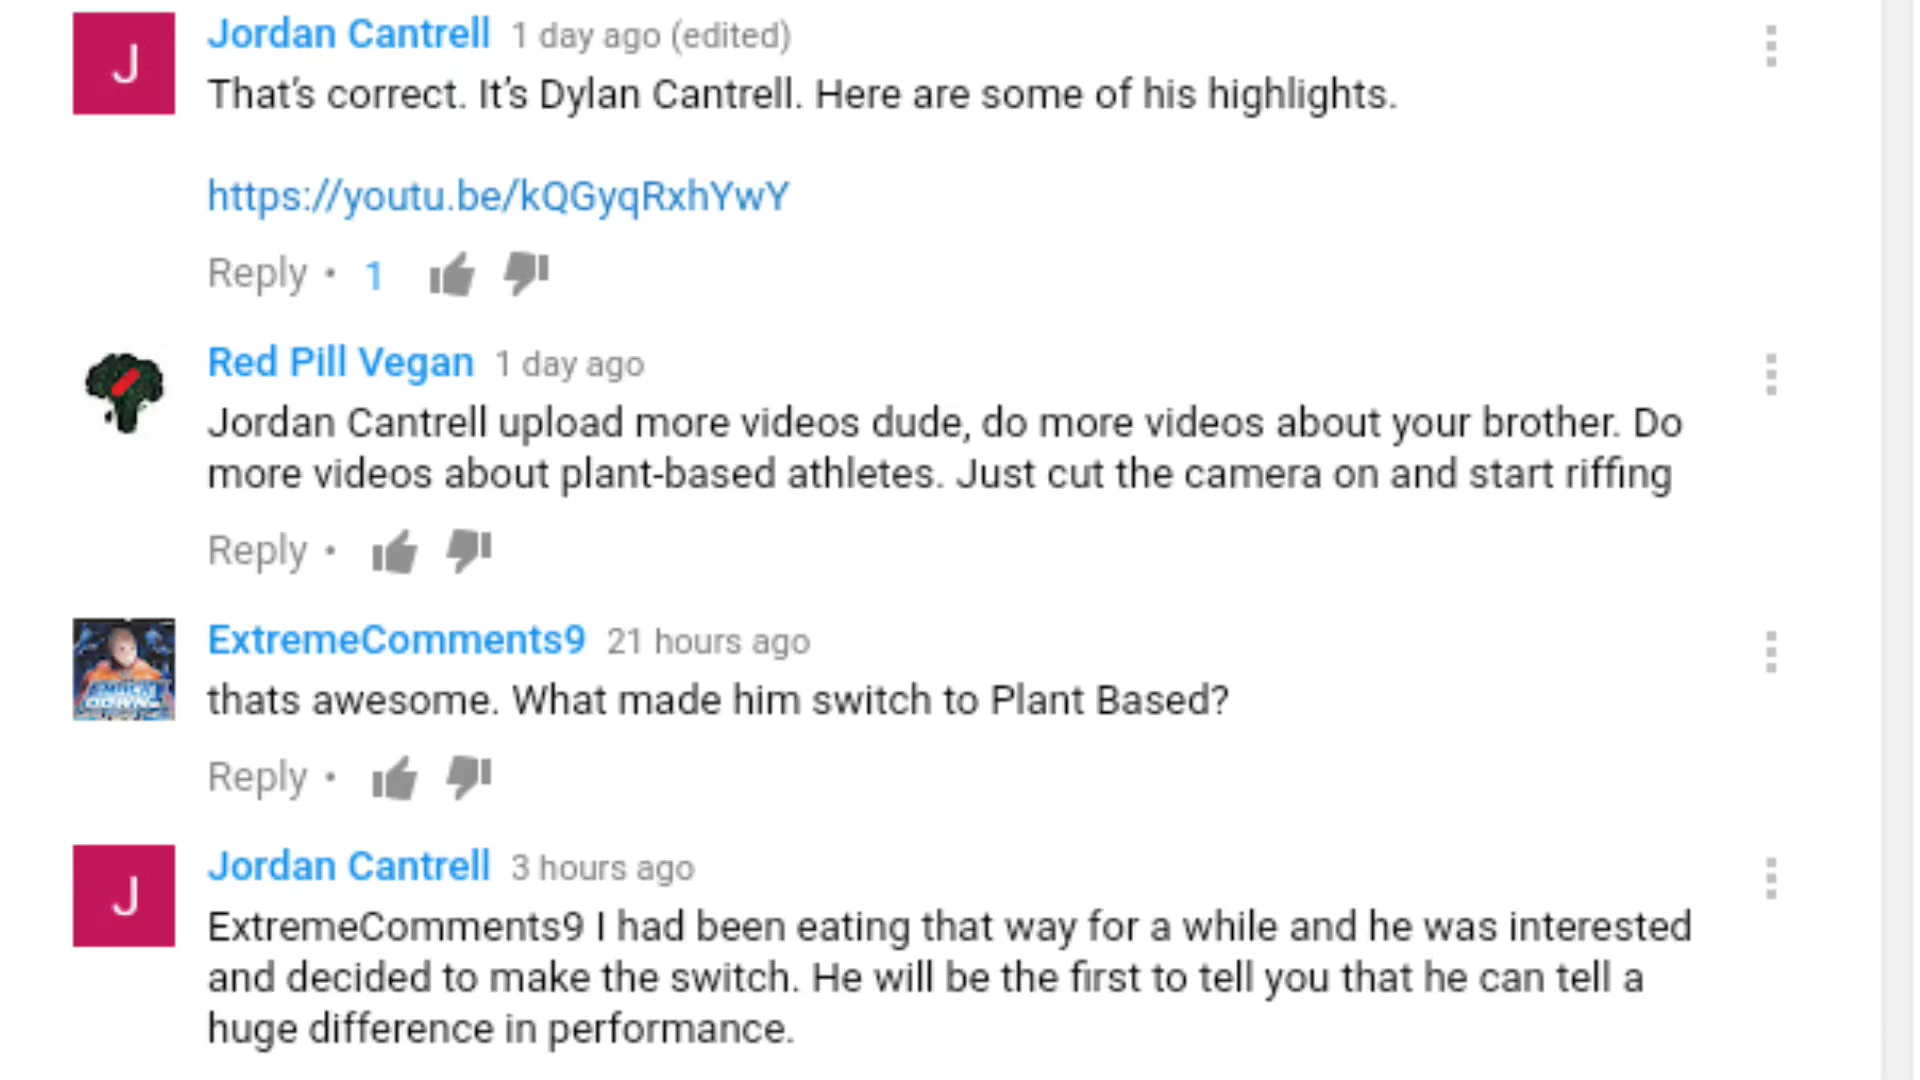 J
Jordan Cantrell 1 day ago (edited)
That's correct. It's Dylan Cantrell. Here are some of his highlights.
https://youtu.be/kQGyqRxhYwY
Reply • 1
Red Pill Vegan 1 day ago
Jordan Cantrell upload more videos dude, do more videos about your brother. Do
more videos about plant-based athletes. Just cut the camera on and start riffing
Reply •
ExtremeComments9 21 hours ago
SMACK
DOWN
thats awesome. What made him switch to Plant Based?
Reply •
J
Jordan Cantrell 3 hours ago
ExtremeComments9 I had been eating that way for a while and he was interested
and decided to make the switch. He will be the first to tell you that he can tell a
huge difference in performance.